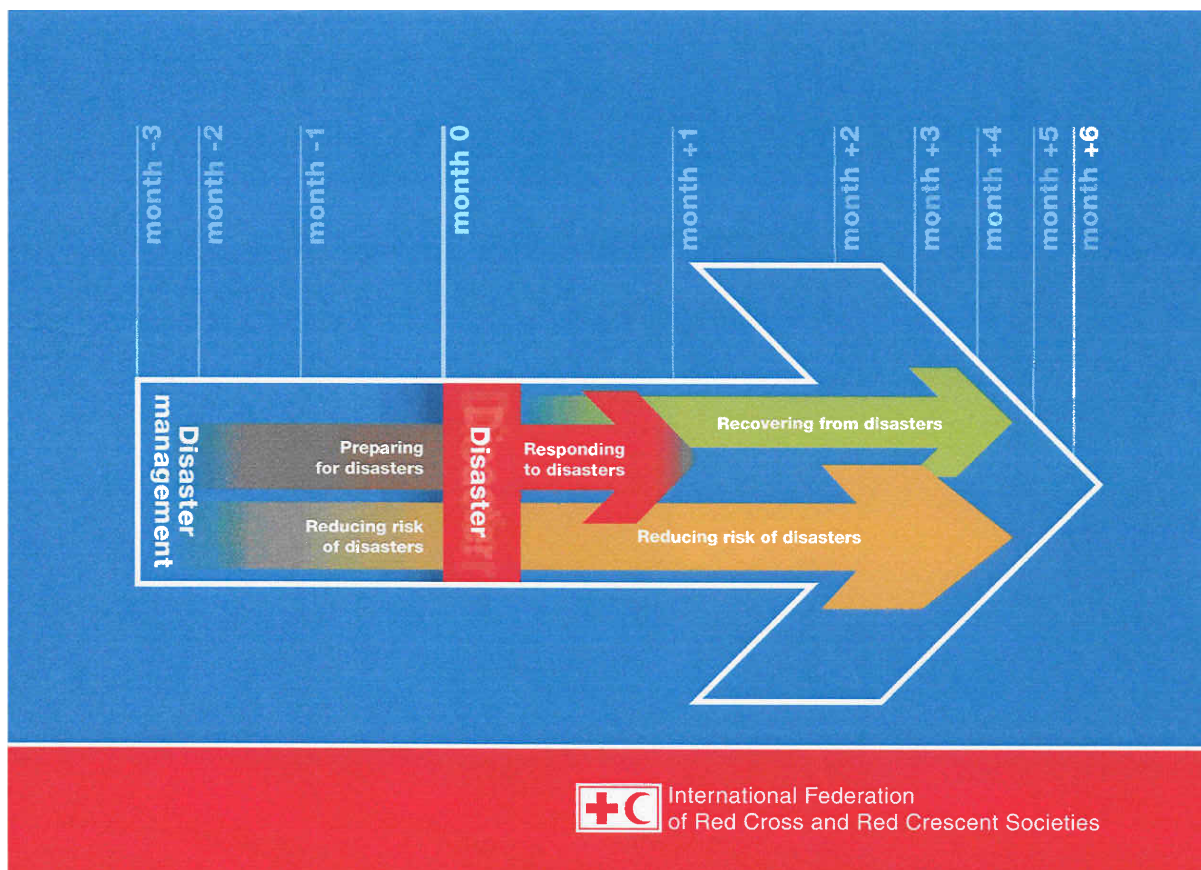 month -3
month -2
month -1
month 0
month +1
month +2
month +3
month +4
month +5
month +6
Disaster
management
Preparing
for disasters
Reducing risk
of disasters
Disaster
Responding
to disasters
Recovering from disasters
Reducing risk of disasters
International Federation
of Red Cross and Red Crescent Societies